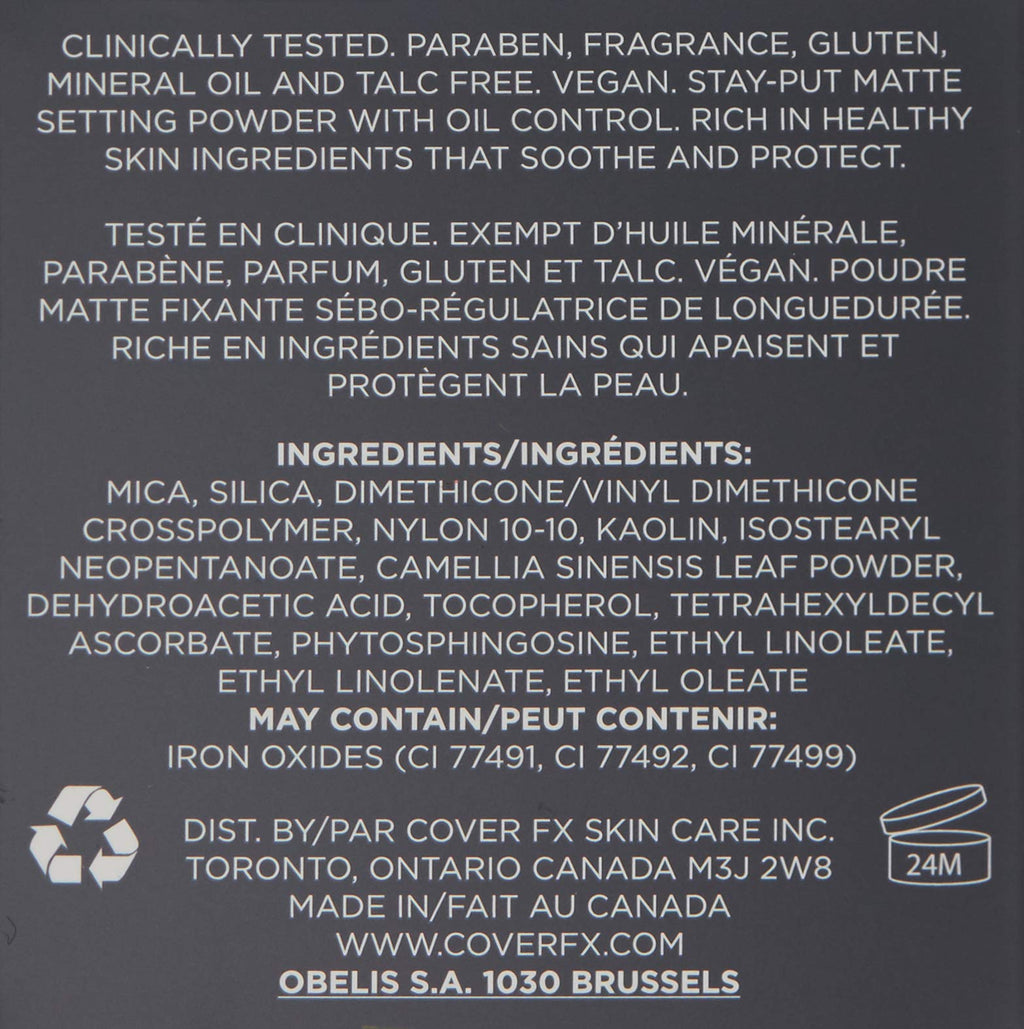 CLINICALLY TESTED. PARABEN, FRAGRANCE, GLUTEN,
MINERAL OIL AND TALC FREE. VEGAN. STAY-PUT MATTE
SETTING POWDER WITH OIL CONTROL. RICH IN HEALTHY
SKIN INGREDIENTS THAT SOOTHE AND PROTECT.
TESTÉ EN CLINIQUE. EXEMPT D'HUILE MINÉRALE,
PARABÈNE, PARFUM, GLUTEN ET TALC. VÉGAN. POUDRE
MATTE FIXANTE SÉBO-RÉGULATRICE DE LONGUEDURÉE.
RICHE EN INGRÉDIENTS SAINS QUI APAISENT ET
PROTÈGENT LA PEAU.
INGREDIENTS/INGRÉDIENTS:
MICA, SILICA, DIMETHICONE/VINYL DIMETHICONE
CROSSPOLYMER, NYLON 10-10, KAOLIN, ISOSTEARYL
NEOPENTANOATE, CAMELLIA SINENSIS LEAF POWDER,
DEHYDROACETIC ACID, TOCOPHEROL, TETRAHEXYLDECYL
ASCORBATE, PHYTOSPHINGOSINE, ETHYL LINOLEATE,
ETHYL LINOLENATE, ETHYL OLEATE
MAY CONTAIN/PEUT CONTENIR:
IRON OXIDES (CI 77491, CI 77492, CI 77499)
DIST. BY/PAR COVER FX SKIN CARE INC.
TORONTO, ONTARIO CANADA M3J 2W8
24M
MADE IN/FAIT AU CANADA
WWW.COVERFX.COM
OBELIS S.A. 1030 BRUSSELS